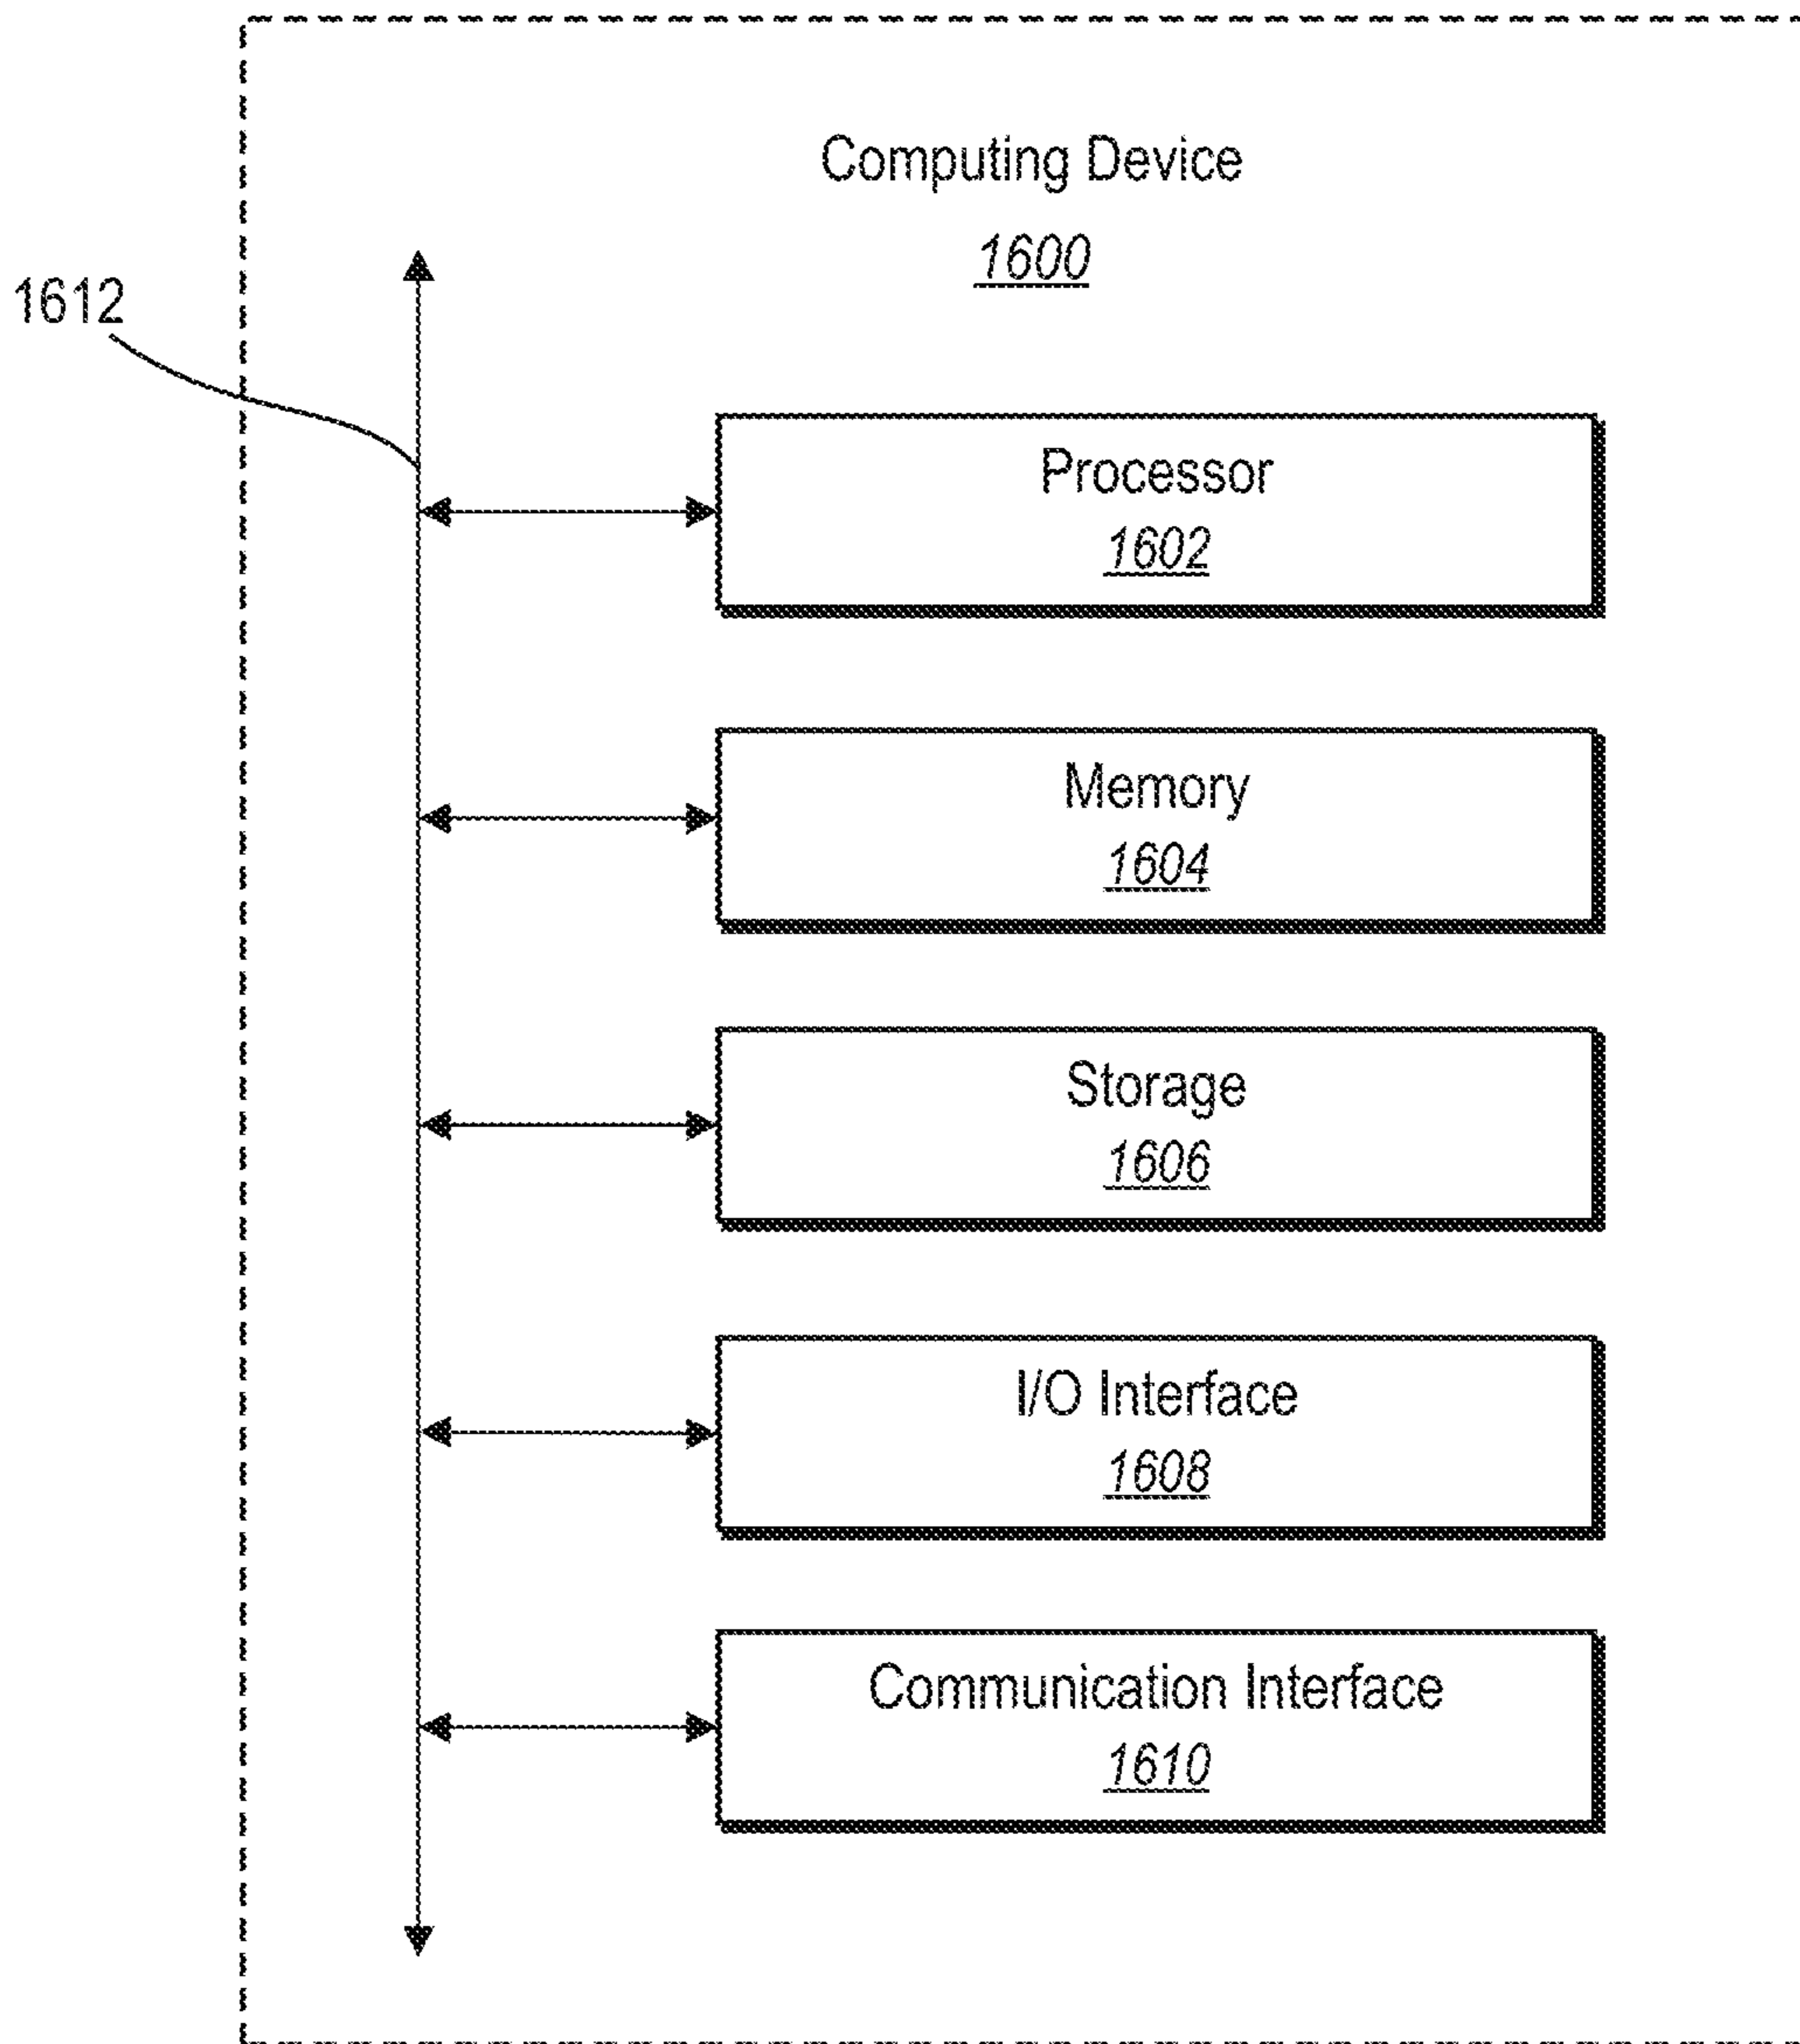 Computing Device
1600
1612
Processor
1602
Memory
1604
Storage
1606
I/O Interface
1608
Communication Interface
1610